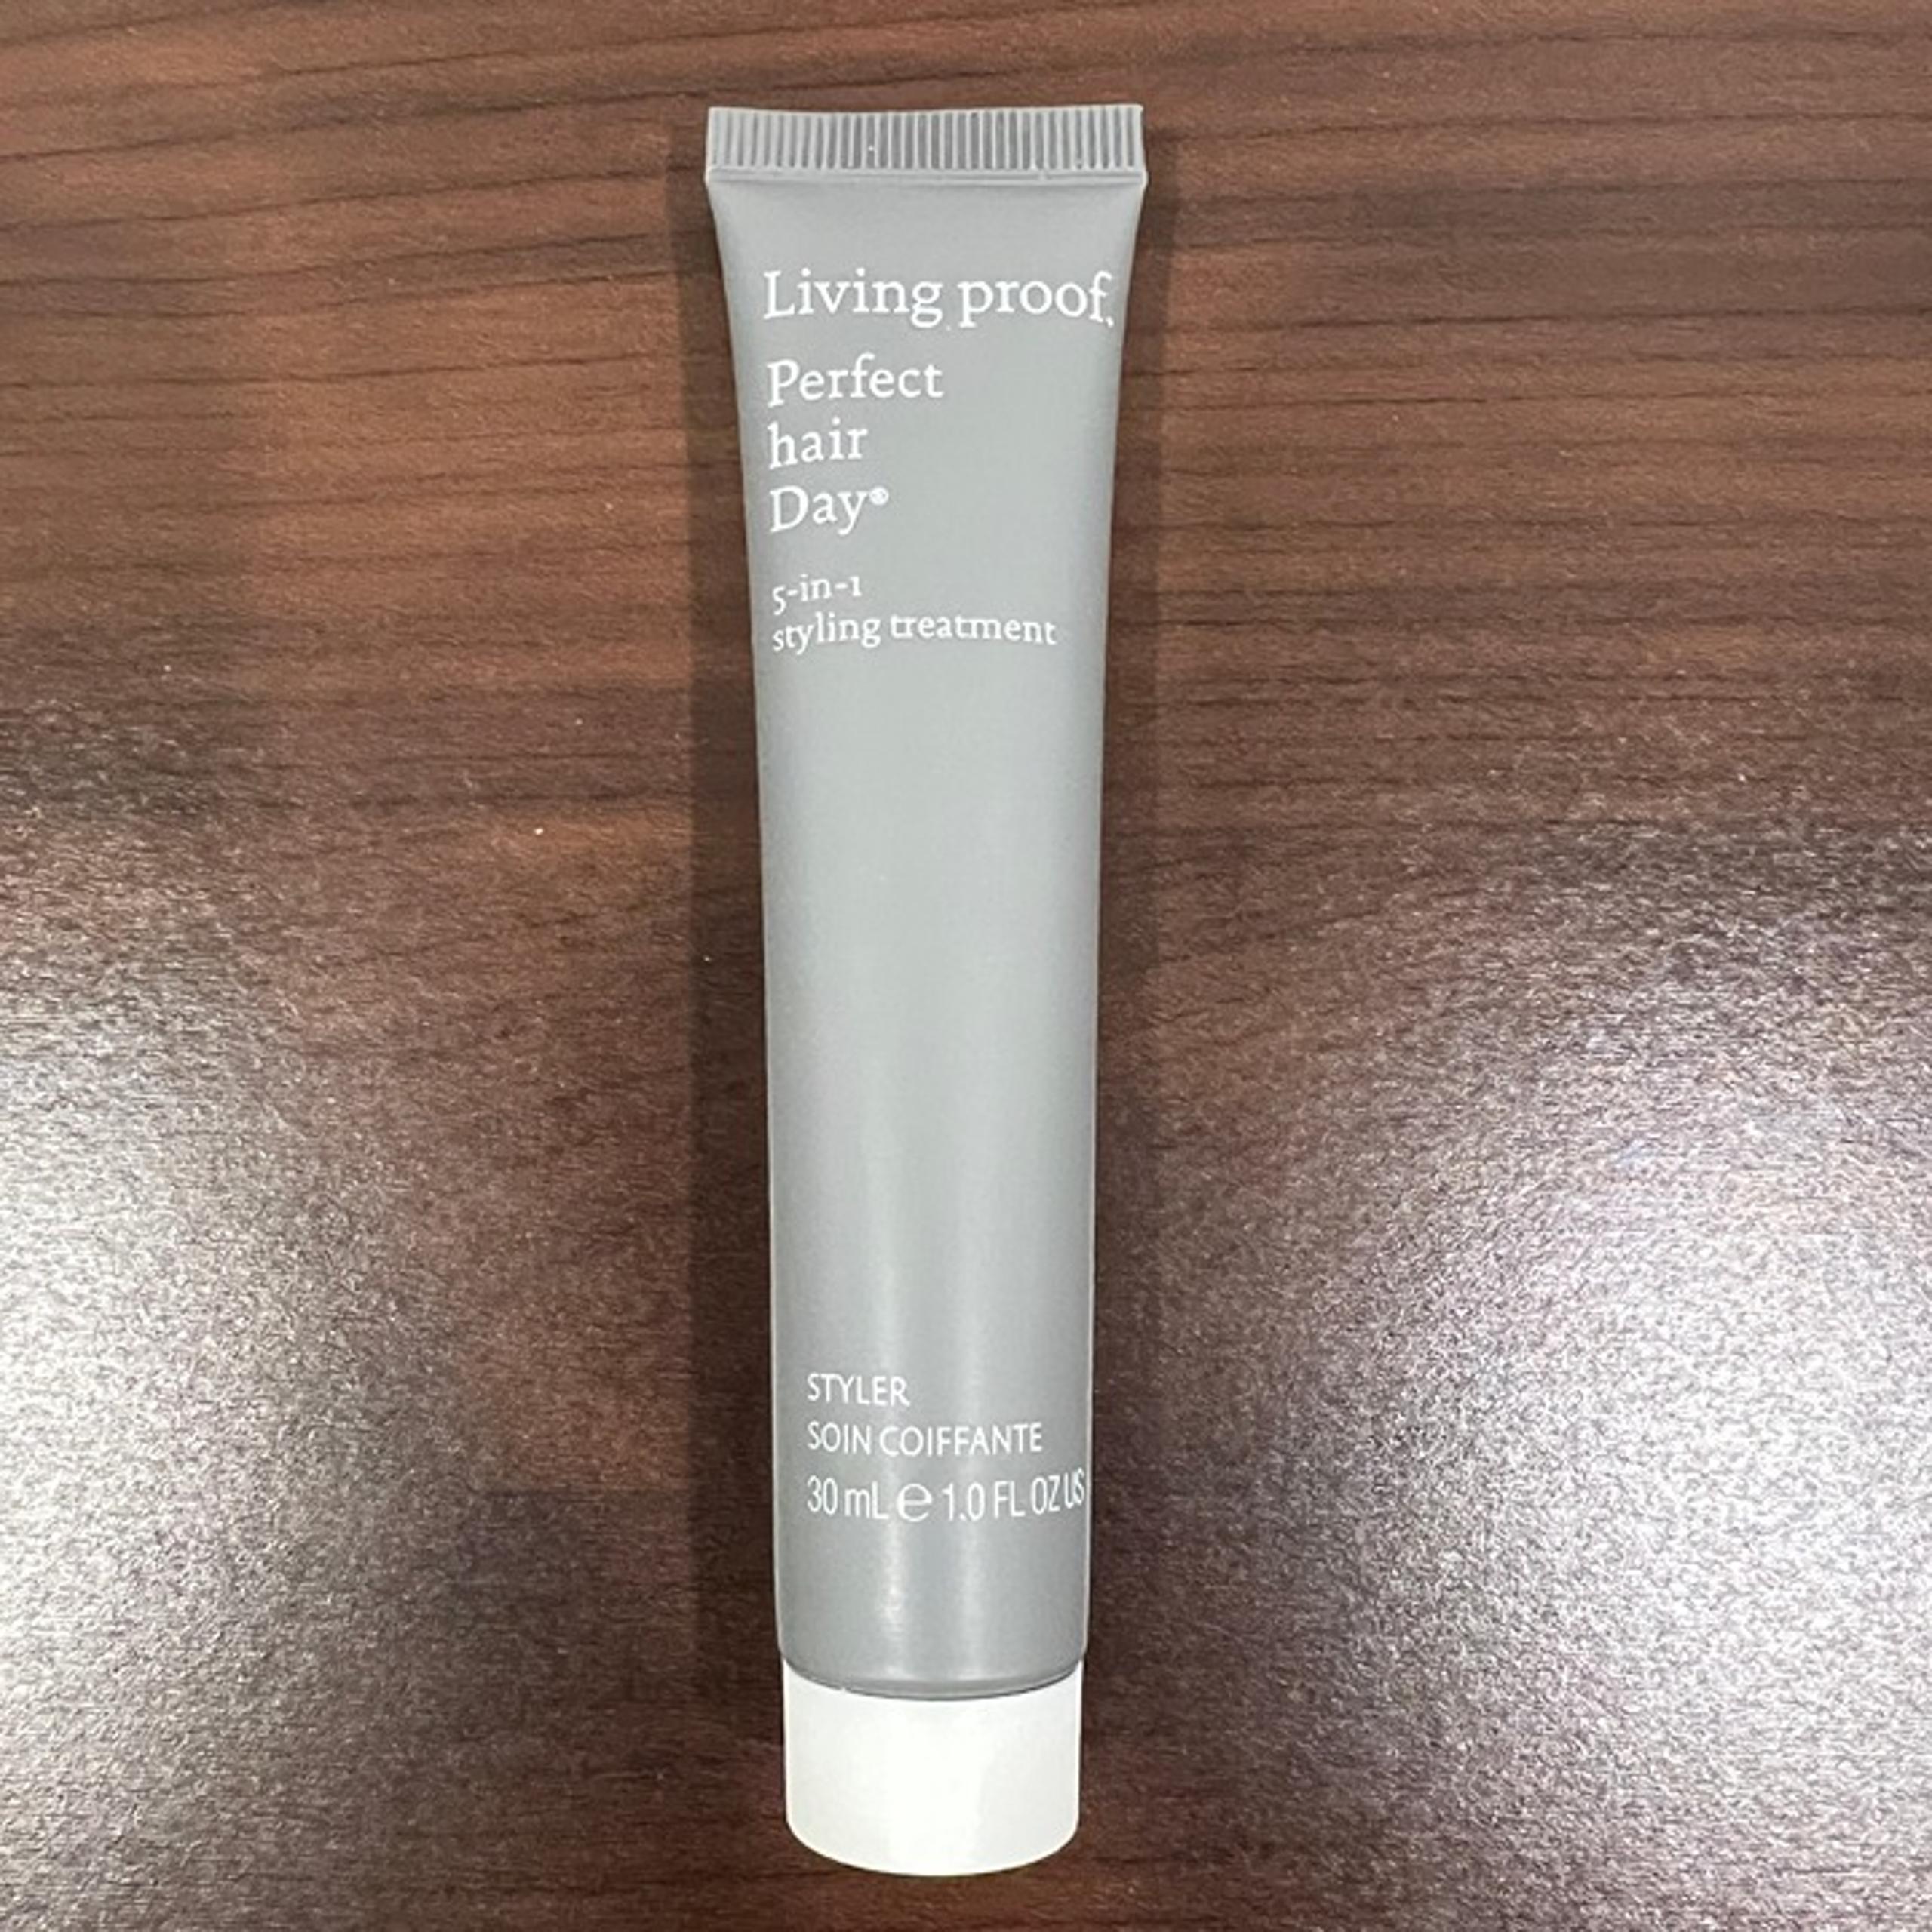 Living proof.
Perfect
hair
Day®
5-in-1
styling treatment
STYLER
SOIN COIFFANTE
30 mL ℮ 1.0 FL OZ US